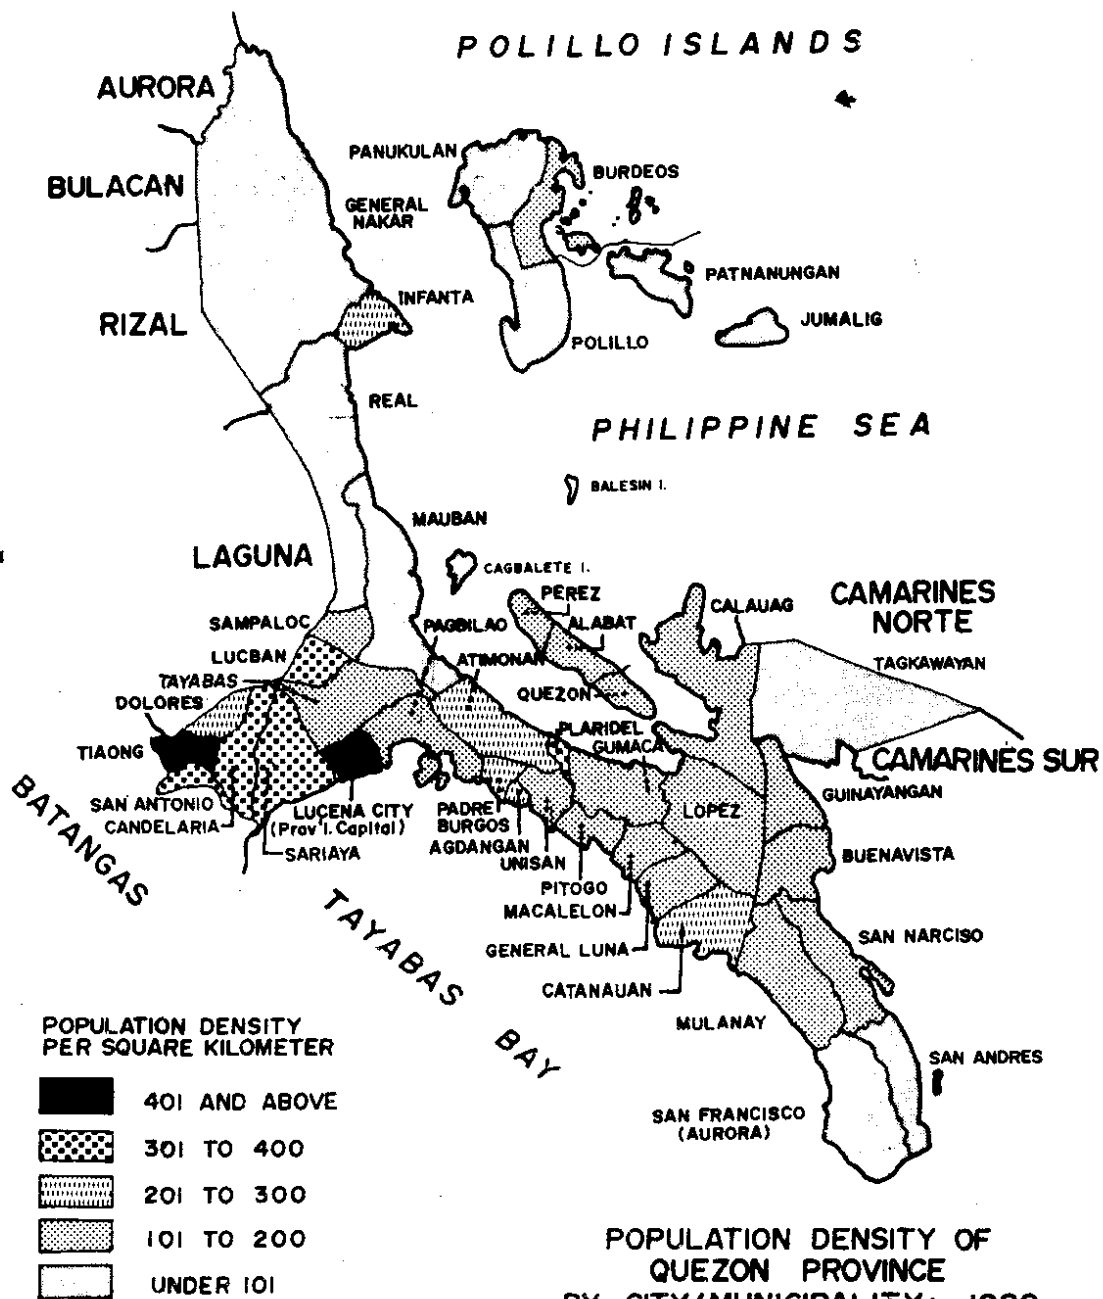 POLILLO ISLANDS
AURORA
PANUKULAN
BURDEOS
BULACAN
GENERAL
NAKAR
PATNANUNGAN
INFANTA
RIZAL
JUMALIG
POLILLO
REAL
PHILIPPINE SEA
BALESIN I.
MAUBAN
LAGUNA
CAGBALETE I.
PEREZ
CALAUAG
CAMARINES
NORTE
SAMPALOC
PAGBILAO
ALABAT
LUCBAN
ATIMONAN
TAGKAWAYAN
TAYABAS
QUEZON
DOLORES
PLARIDEL
GUMACA
TIAONG
CAMARINES SUR
GUINAYANGAN
SAN ANTONIO
LUCENA CITY
PADRE
BURGOS
LOPEZ
CANDELARIA
(Prov'l. Capital)
AGDANGAN
SARIAYA
UNISAN
BUENAVISTA
BATANGAS
PITOGO
MACALELON
TAYABAS BAY
GENERAL LUNA
SAN NARCISO
CATANAUAN
MULANAY
SAN ANDRES
SAN FRANCISCO
(AURORA)
POPULATION DENSITY
PER SQUARE KILOMETER
401 AND ABOVE
301 TO 400
201 TO 300
101 TO 200
UNDER 101
POPULATION DENSITY OF
QUEZON PROVINCE
BY CITY/MUNICIPALITY: